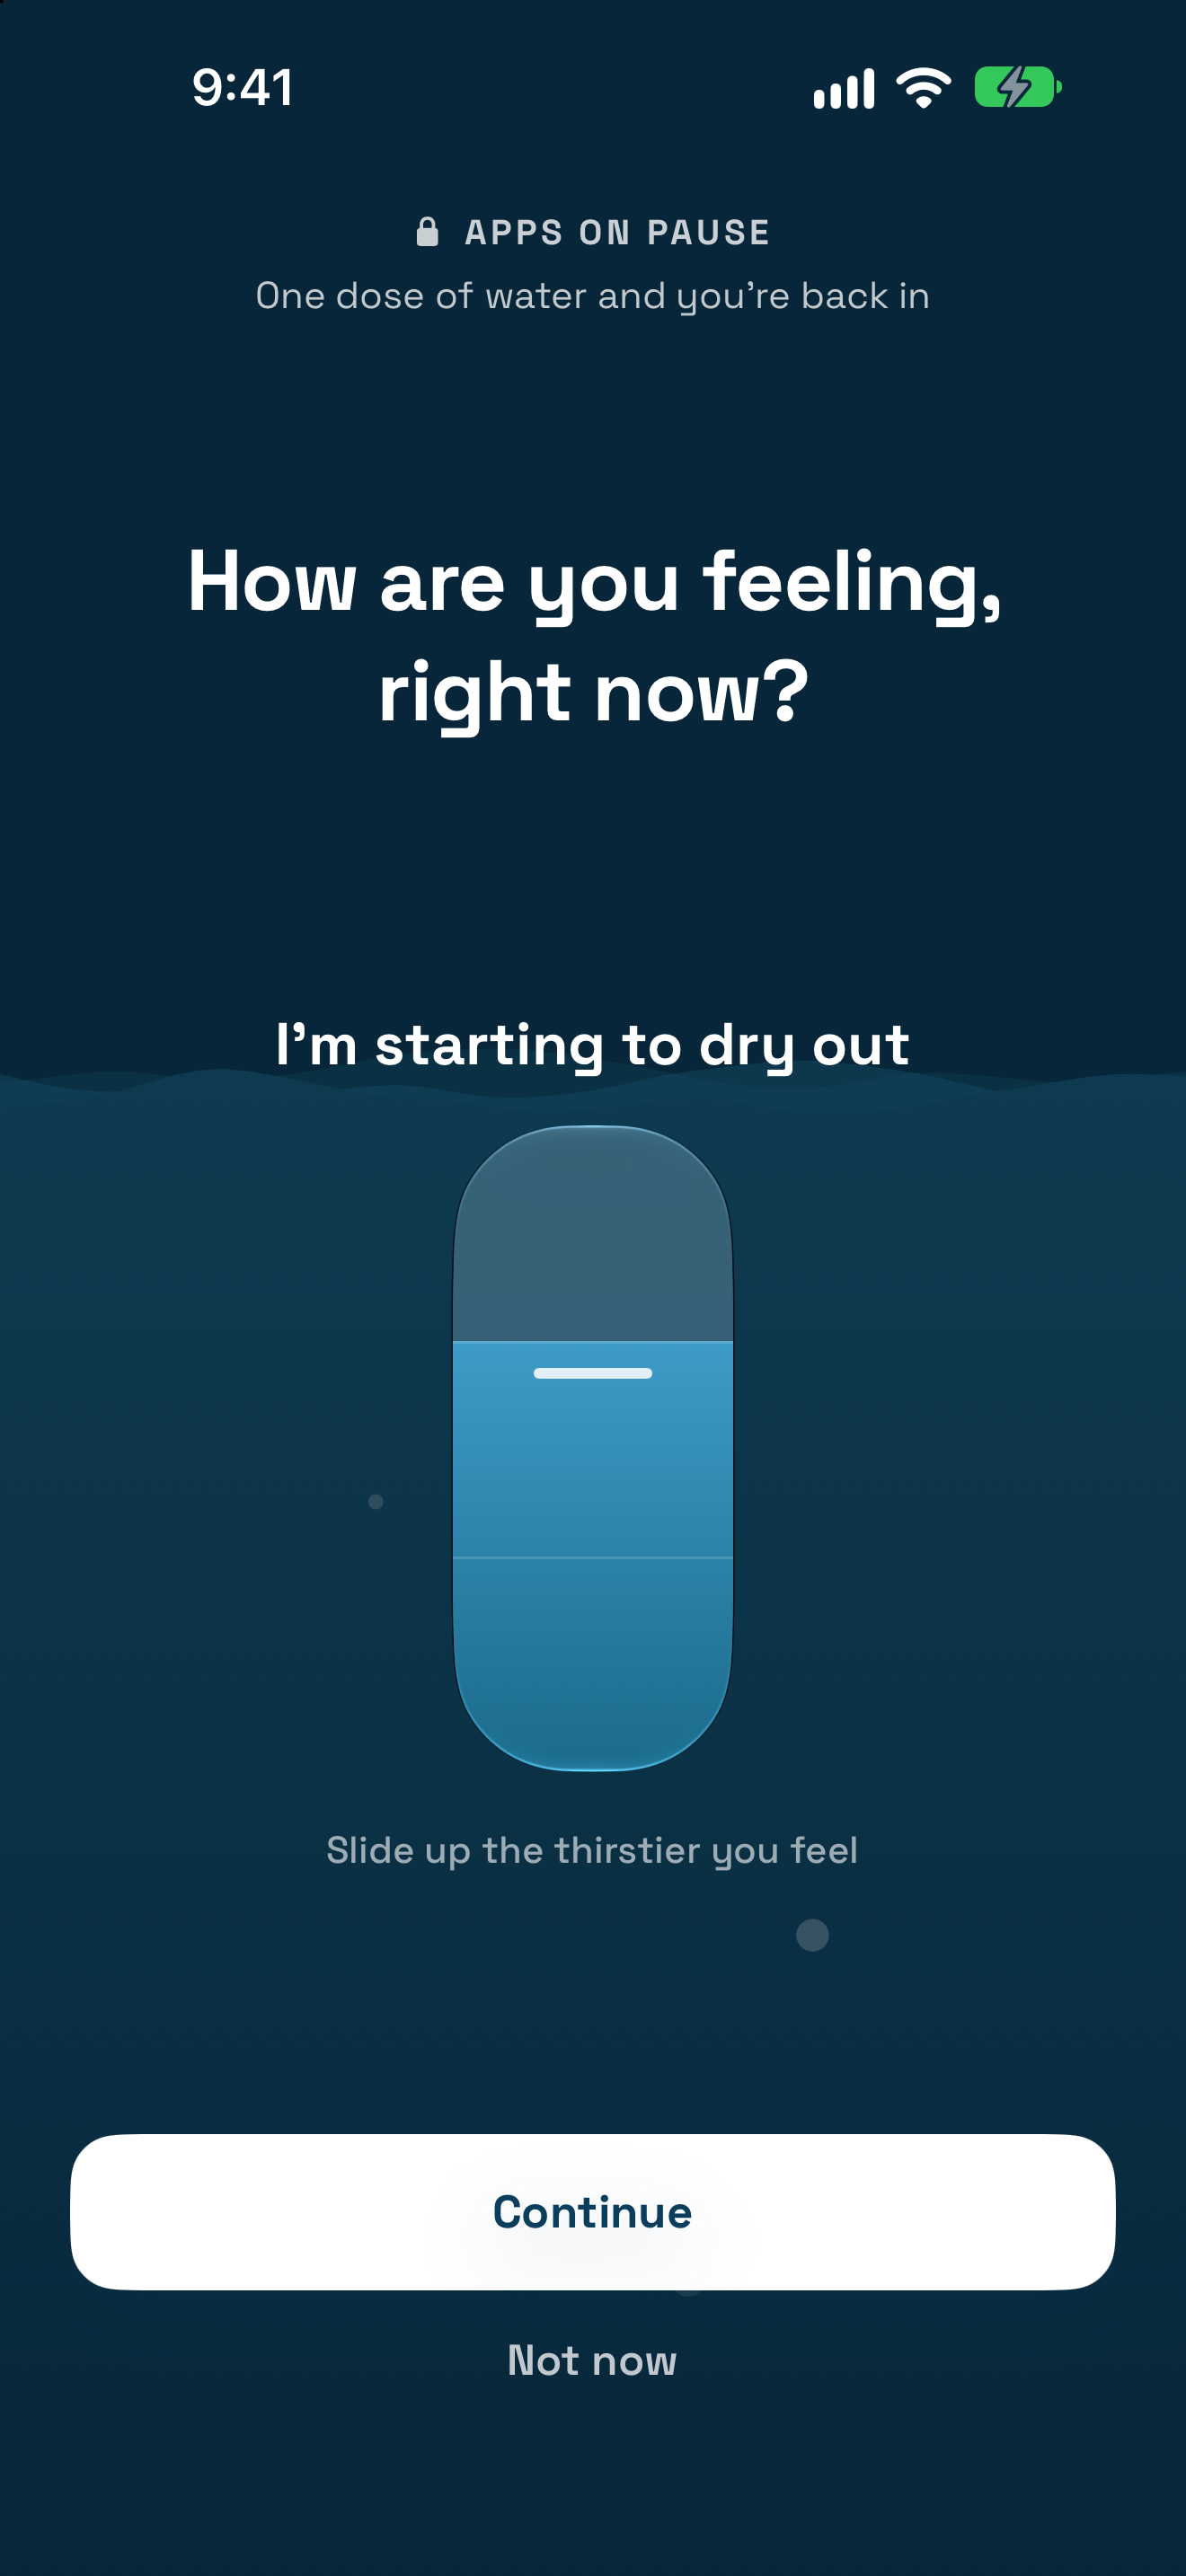 9:41
APPS ON PAUSE
One dose of water and you’re back in
How are you feeling,
right now?
I’m starting to dry out
Slide up the thirstier you feel
Continue
Not now